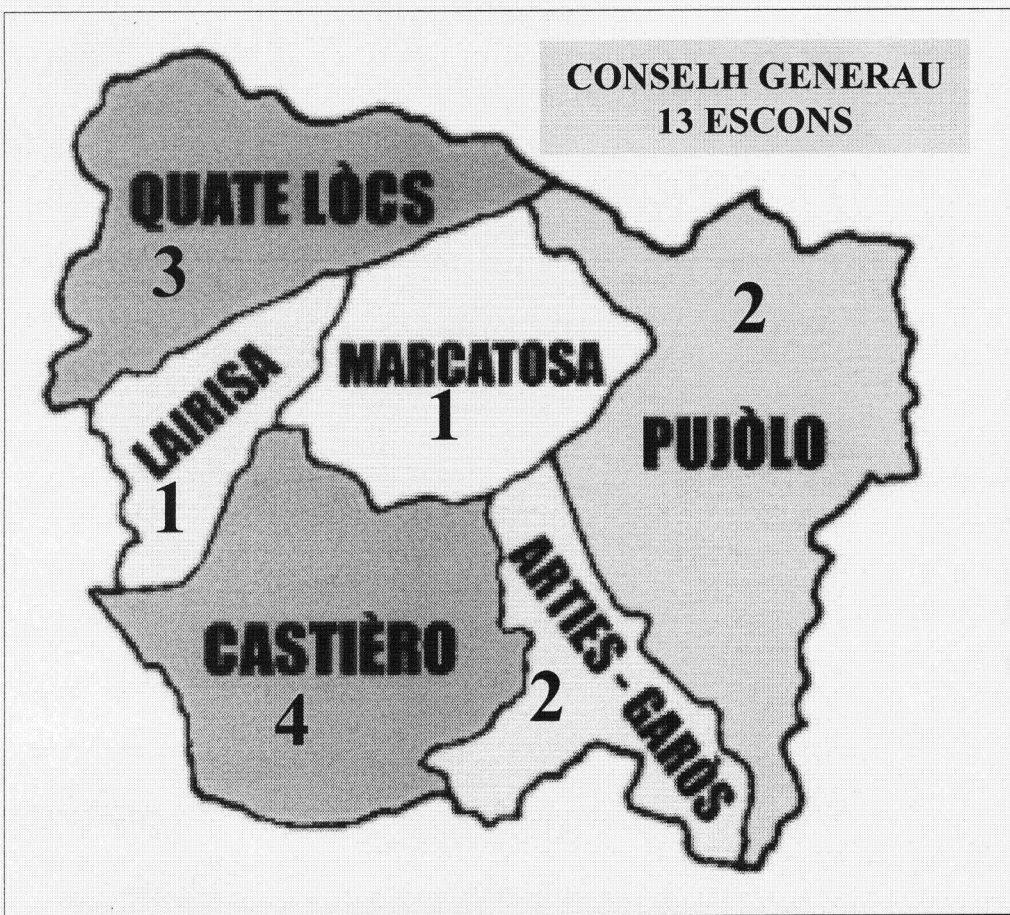 CONSELH GENERAU
13 ESCONS
QUATE LÒCS
3
2
MARCATOSA
1
LAIRISA
1
PUJÒLO
ARTIES - GARÒS
2
CASTIÈRO
4